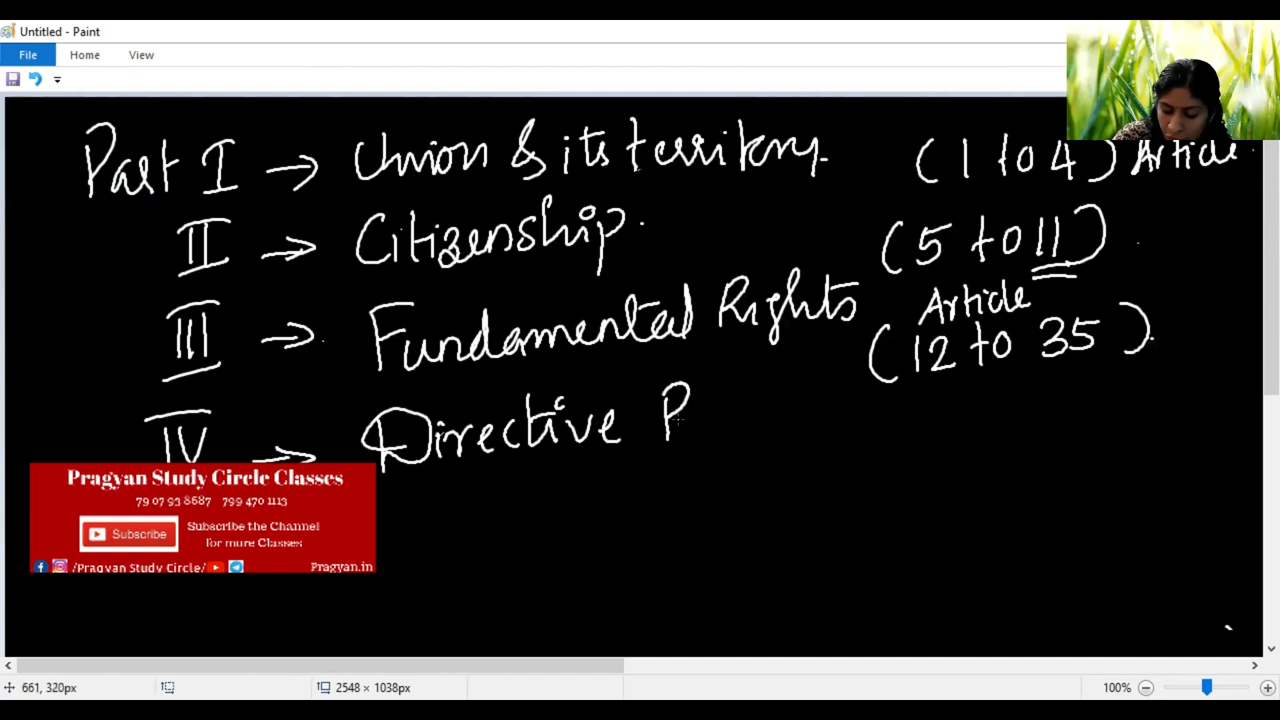 Untitled - Paint
File Home View
Part I → Union & its territory. (1 to 4) Article.
II → Citizenship. (5 to 11)
III → Fundamental Rights Article (12 to 35).
IV → Directive P
Pragyan Study Circle Classes
79 07 93 8687 799 470 1113
Subscribe Subscribe the Channel
for more Classes
/Pragyan Study Circle/ Pragyan.in
661, 320px 2548 × 1038px 100%